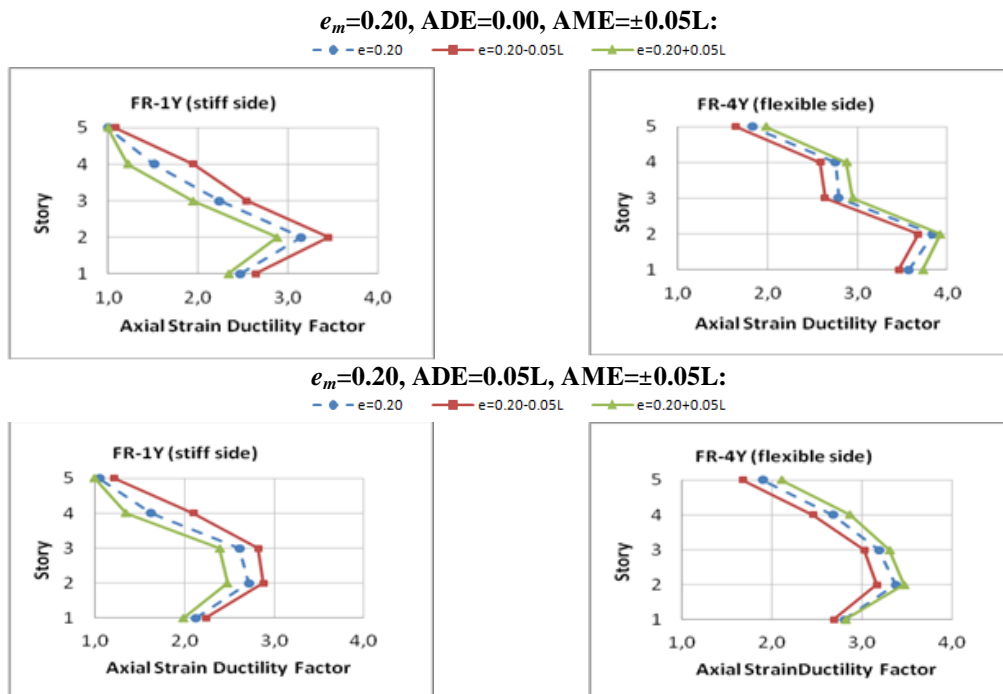 eₘ=0.20, ADE=0.00, AME=±0.05L:
e=0.20 e=0.20-0.05L e=0.20+0.05L
FR-1Y (stiff side)
5
4
3
2
1
Story
1,0 2,0 3,0 4,0
Axial Strain Ductility Factor
FR-4Y (flexible side)
5
4
3
2
1
Story
1,0 2,0 3,0 4,0
Axial Strain Ductility Factor
eₘ=0.20, ADE=0.05L, AME=±0.05L:
e=0.20 e=0.20-0.05L e=0.20+0.05L
FR-1Y (stiff side)
5
4
3
2
1
Story
1,0 2,0 3,0 4,0
Axial Strain Ductility Factor
FR-4Y (flexible side)
5
4
3
2
1
Story
1,0 2,0 3,0 4,0
Axial StrainDuctility Factor